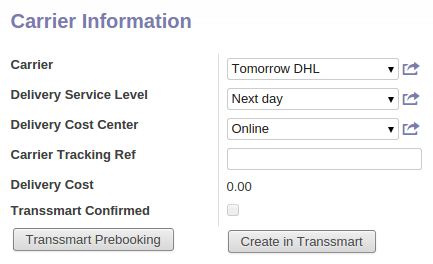 Carrier Information
Carrier Tomorrow DHL
Delivery Service Level Next day
Delivery Cost Center Online
Carrier Tracking Ref
Delivery Cost 0.00
Transsmart Confirmed
Transsmart Prebooking Create in Transsmart